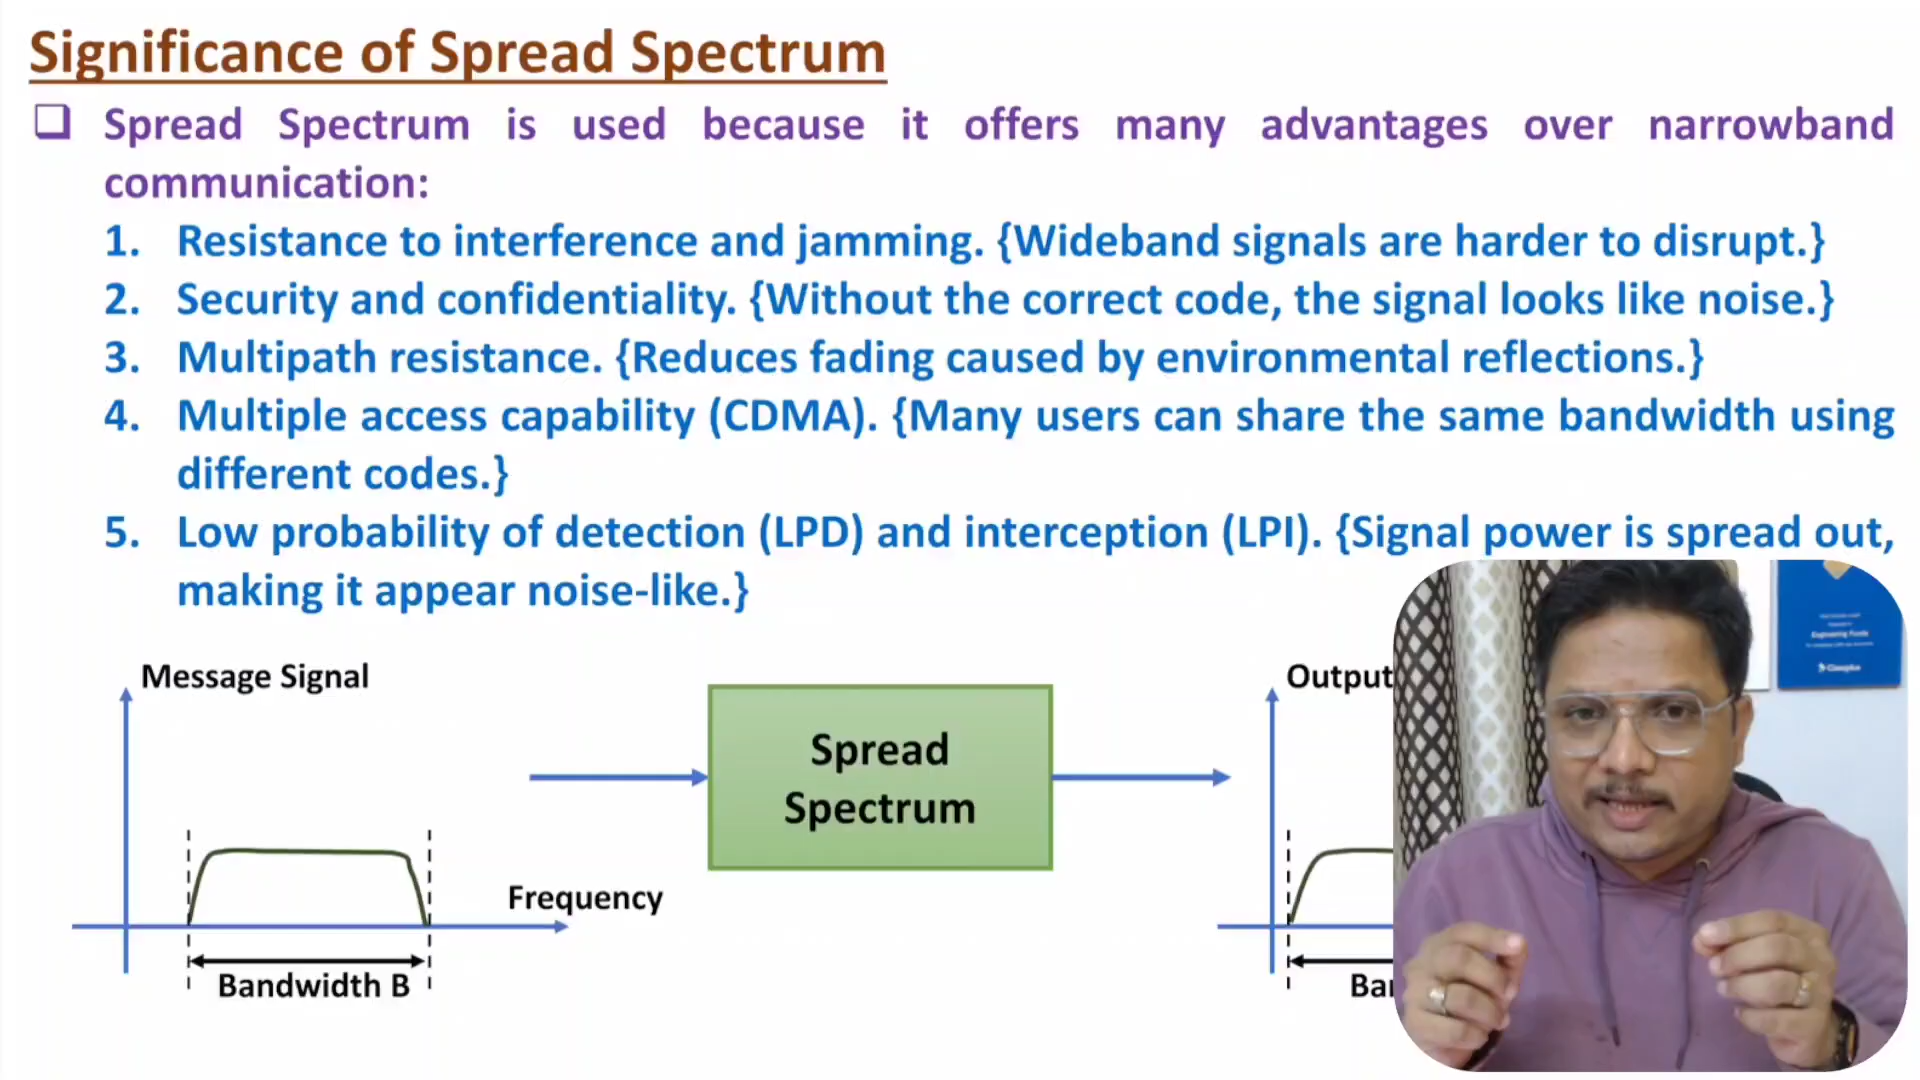 Significance of Spread Spectrum
Spread Spectrum is used because it offers many advantages over narrowband
communication:
1. Resistance to interference and jamming. {Wideband signals are harder to disrupt.}
2. Security and confidentiality. {Without the correct code, the signal looks like noise.}
3. Multipath resistance. {Reduces fading caused by environmental reflections.}
4. Multiple access capability (CDMA). {Many users can share the same bandwidth using
different codes.}
5. Low probability of detection (LPD) and interception (LPI). {Signal power is spread out,
making it appear noise-like.}
Message Signal
Frequency
Bandwidth B
Spread
Spectrum
Output